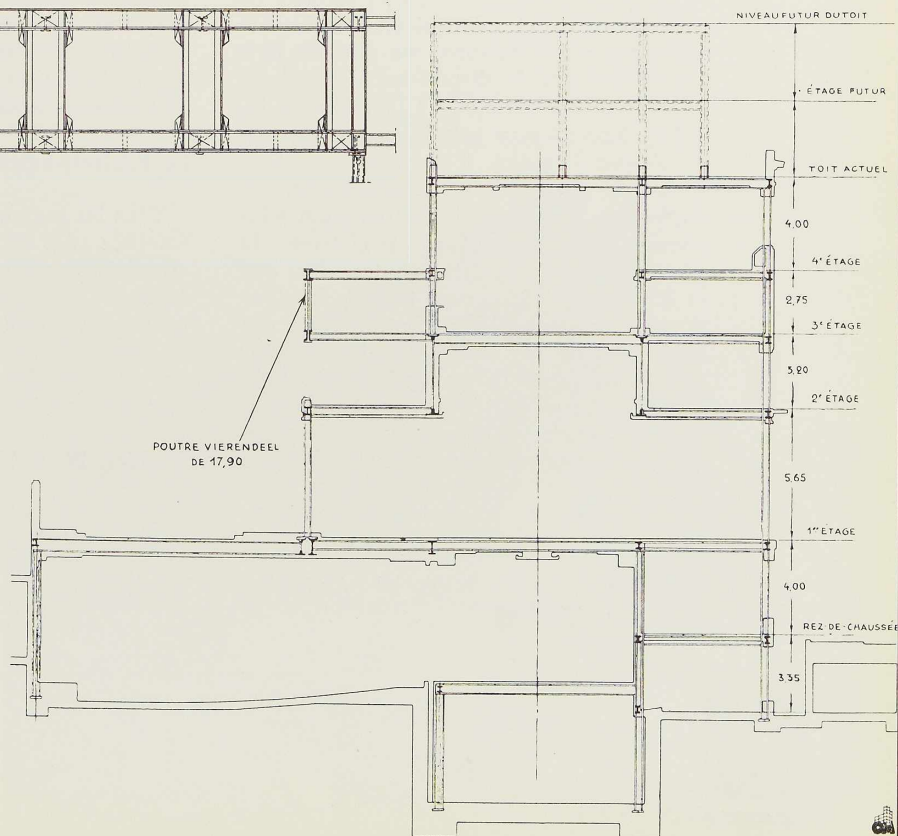 NIVEAU FUTUR DU TOIT
ÉTAGE FUTUR
TOIT ACTUEL
4,00
4ᵉ ÉTAGE
2,75
3ᵉ ÉTAGE
3,20
2ᵉ ÉTAGE
POUTRE VIERENDEEL
DE 17,90
5,65
1ᵉʳ ÉTAGE
4,00
REZ-DE-CHAUSSÉE
3.35